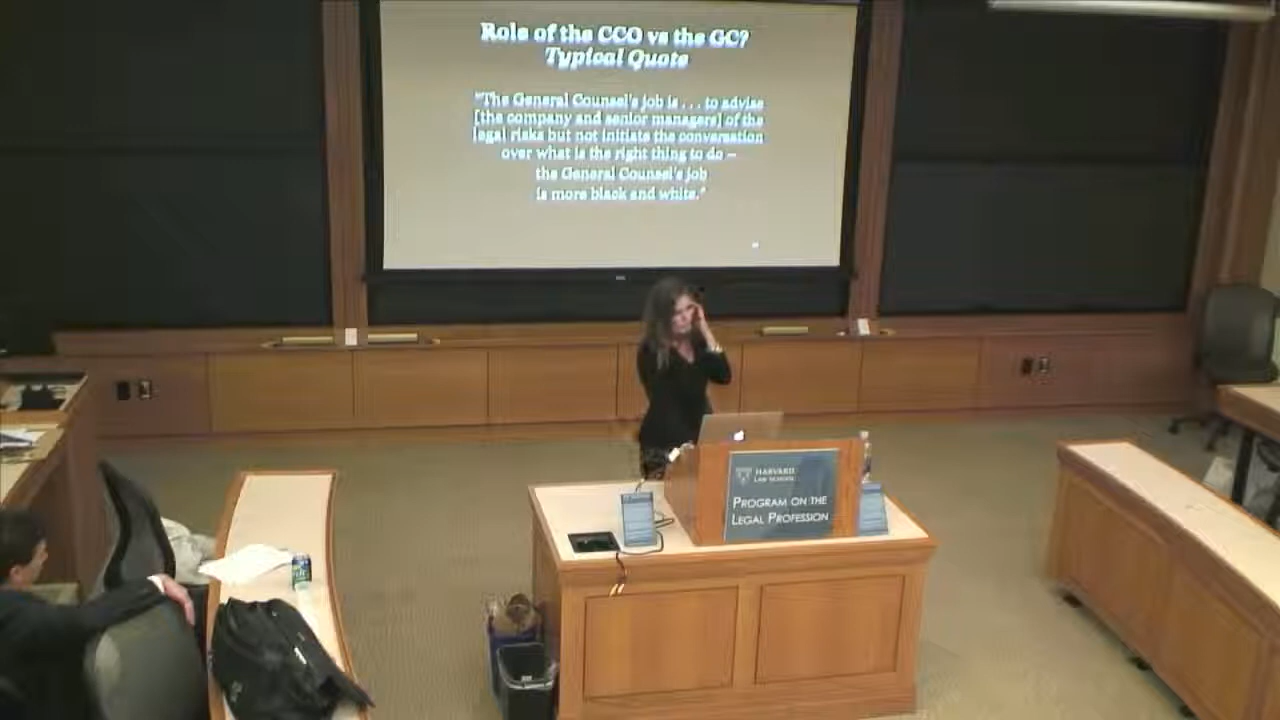 Role of the CCO vs the GC?
Typical Quote
"The General Counsel's job is . . . to advise
[the company and senior managers] of the
legal risks but not initiate the conversation
over what is the right thing to do –
the General Counsel's job
is more black and white."
HARVARD
LAW SCHOOL
PROGRAM ON THE
LEGAL PROFESSION